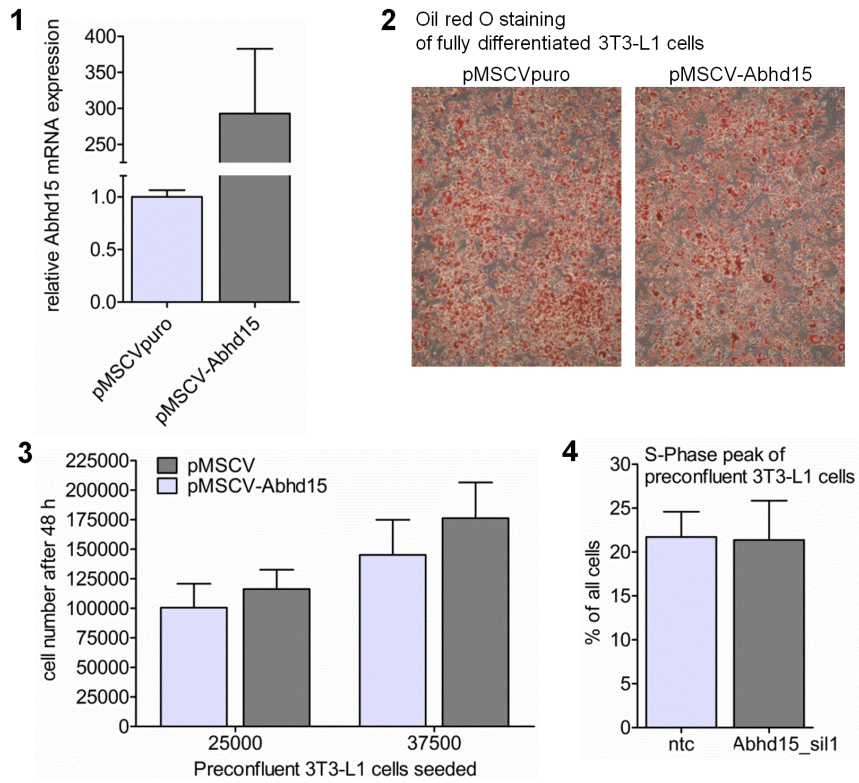 1
relative Abhd15 mRNA expression
400
350
300
250
1.0
0.5
0.0
pMSCVpuro
pMSCV-Abhd15
2
Oil red O staining
of fully differentiated 3T3-L1 cells
pMSCVpuro
pMSCV-Abhd15
3
cell number after 48 h
225000
200000
175000
150000
125000
100000
75000
50000
25000
0
pMSCV
pMSCV-Abhd15
25000
37500
Preconfluent 3T3-L1 cells seeded
4
S-Phase peak of
preconfluent 3T3-L1 cells
% of all cells
30
25
20
15
10
5
0
ntc
Abhd15_sil1